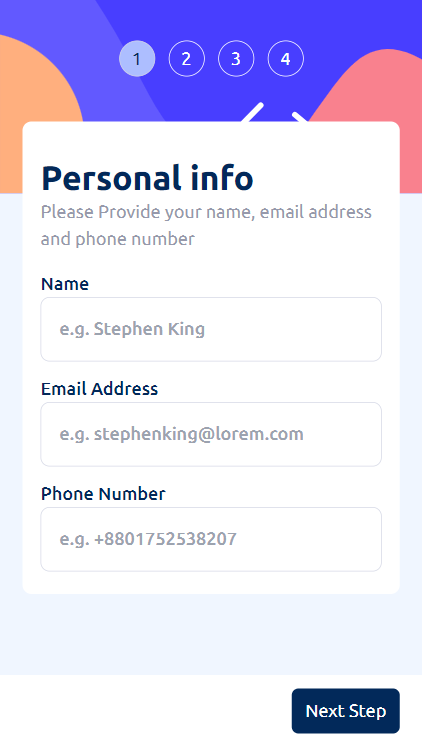 1 2 3 4
Personal info
Please Provide your name, email address
and phone number
Name
e.g. Stephen King
Email Address
e.g. stephenking@lorem.com
Phone Number
e.g. +8801752538207
Next Step